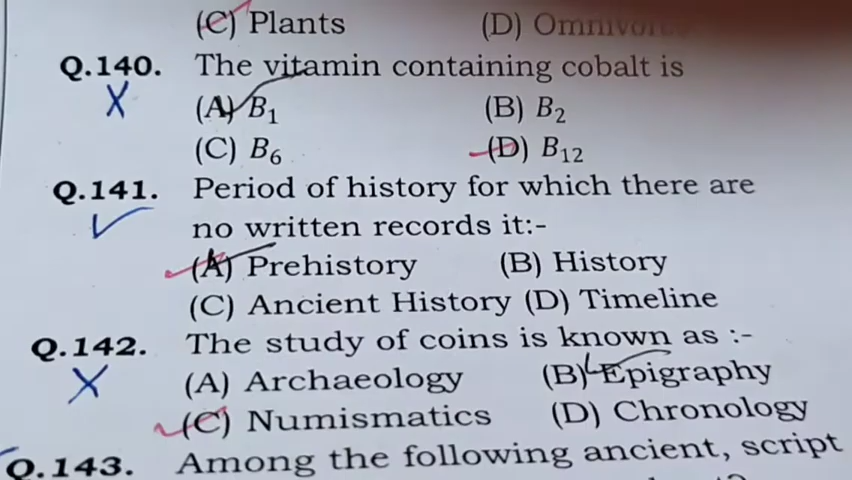 (C) Plants (D) Omnivor
Q.140. The vitamin containing cobalt is
(A) B₁ (B) B₂
(C) B₆ (D) B₁₂
Q.141. Period of history for which there are
no written records it:-
(A) Prehistory (B) History
(C) Ancient History (D) Timeline
Q.142. The study of coins is known as :-
(A) Archaeology (B) Epigraphy
(C) Numismatics (D) Chronology
Q.143. Among the following ancient, script